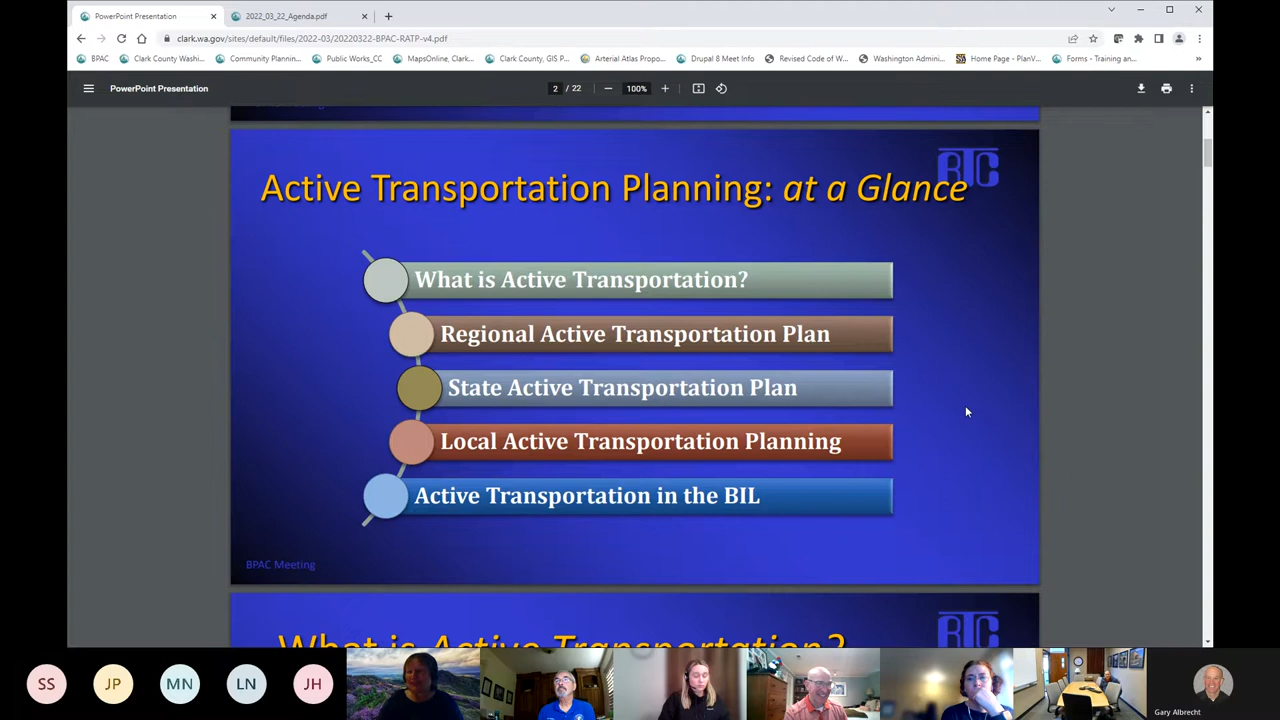 PowerPoint Presentation
2022_03_22_Agenda.pdf
clark.wa.gov/sites/default/files/2022-03/20220322-BPAC-RATP-v4.pdf
BPAC
Clark County Washi...
Community Plannin...
Public Works_CC
MapsOnline, Clark...
Clark County, GIS P...
Arterial Atlas Propo...
Drupal 8 Meet Info
Revised Code of W...
Washington Admini...
Home Page - PlanV...
Forms - Training an...
PowerPoint Presentation
2 / 22
100%
RTC
Active Transportation Planning: at a Glance
What is Active Transportation?
Regional Active Transportation Plan
State Active Transportation Plan
Local Active Transportation Planning
Active Transportation in the BIL
BPAC Meeting
RTC
What is Active Transportation?
SS
JP
MN
LN
JH
Gary Albrecht